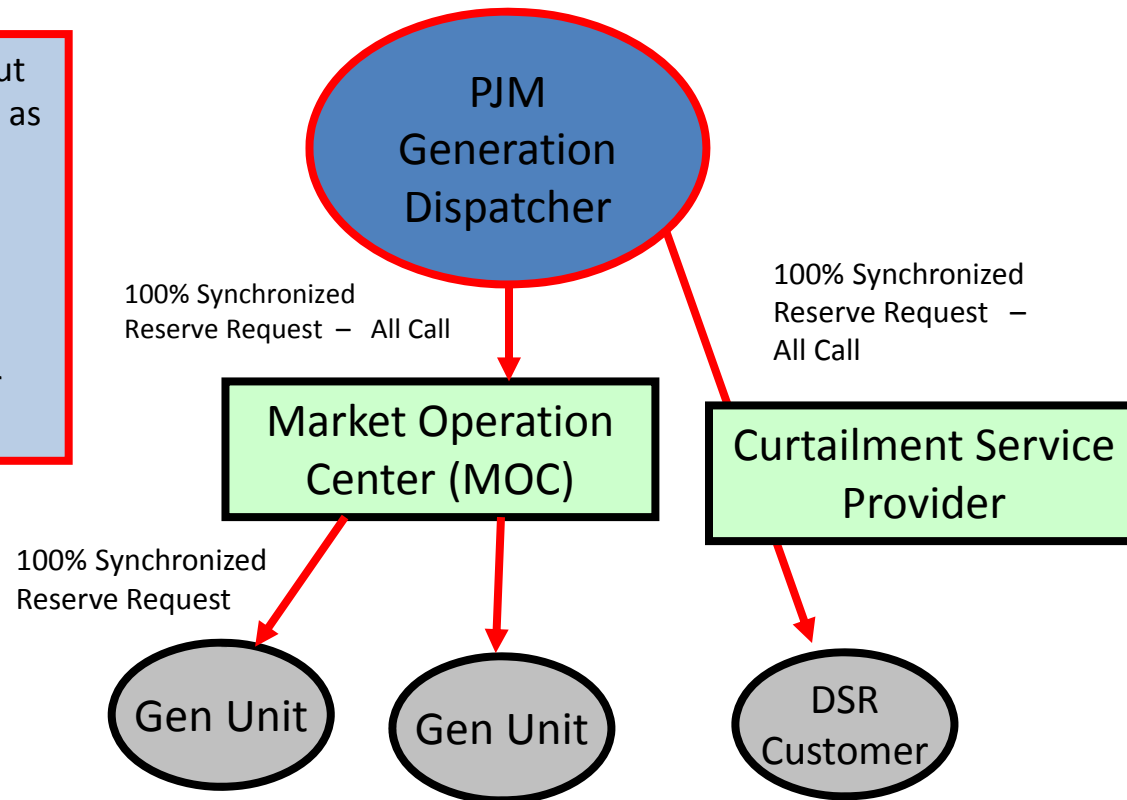 as
PJM
Generation
Dispatcher
100% Synchronized
Reserve Request – All Call
100% Synchronized
Reserve Request –
All Call
Market Operation
Center (MOC)
Curtailment Service
Provider
100% Synchronized
Reserve Request
Gen Unit
Gen Unit
DSR
Customer